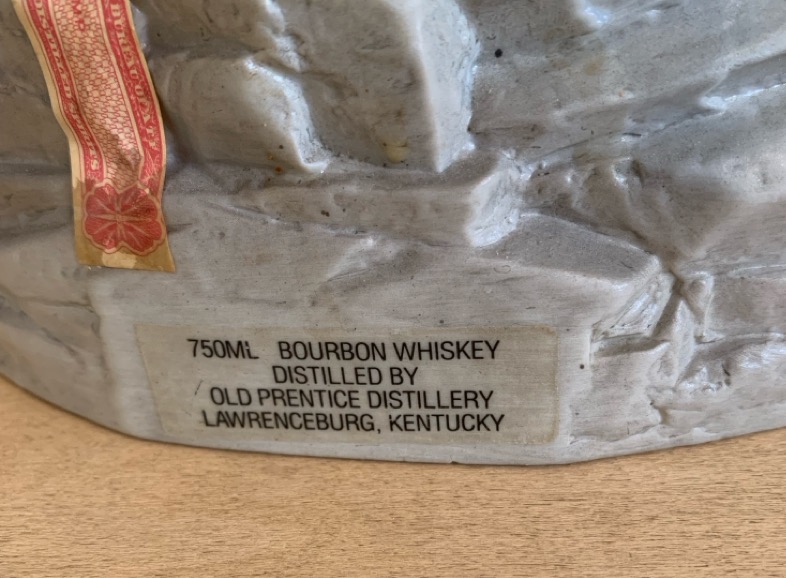 750ML BOURBON WHISKEY
DISTILLED BY
OLD PRENTICE DISTILLERY
LAWRENCEBURG, KENTUCKY